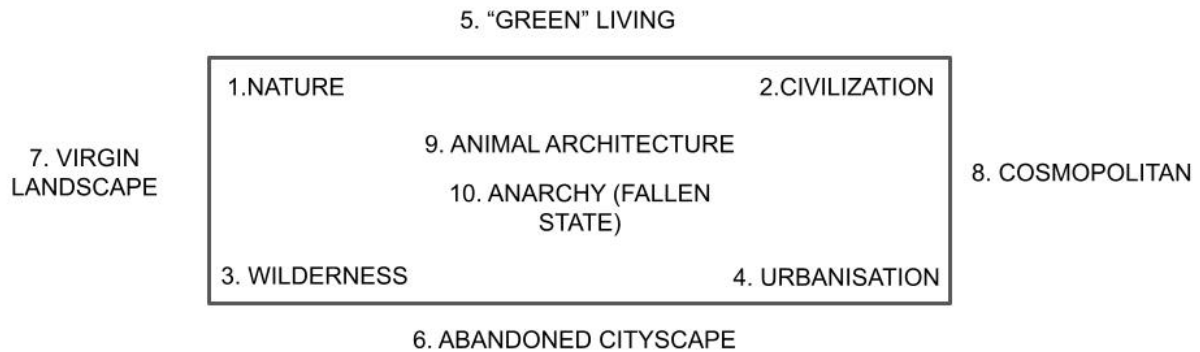 5. “GREEN” LIVING
1.NATURE
2.CIVILIZATION
9. ANIMAL ARCHITECTURE
7. VIRGIN
LANDSCAPE
8. COSMOPOLITAN
10. ANARCHY (FALLEN
STATE)
3. WILDERNESS
4. URBANISATION
6. ABANDONED CITYSCAPE